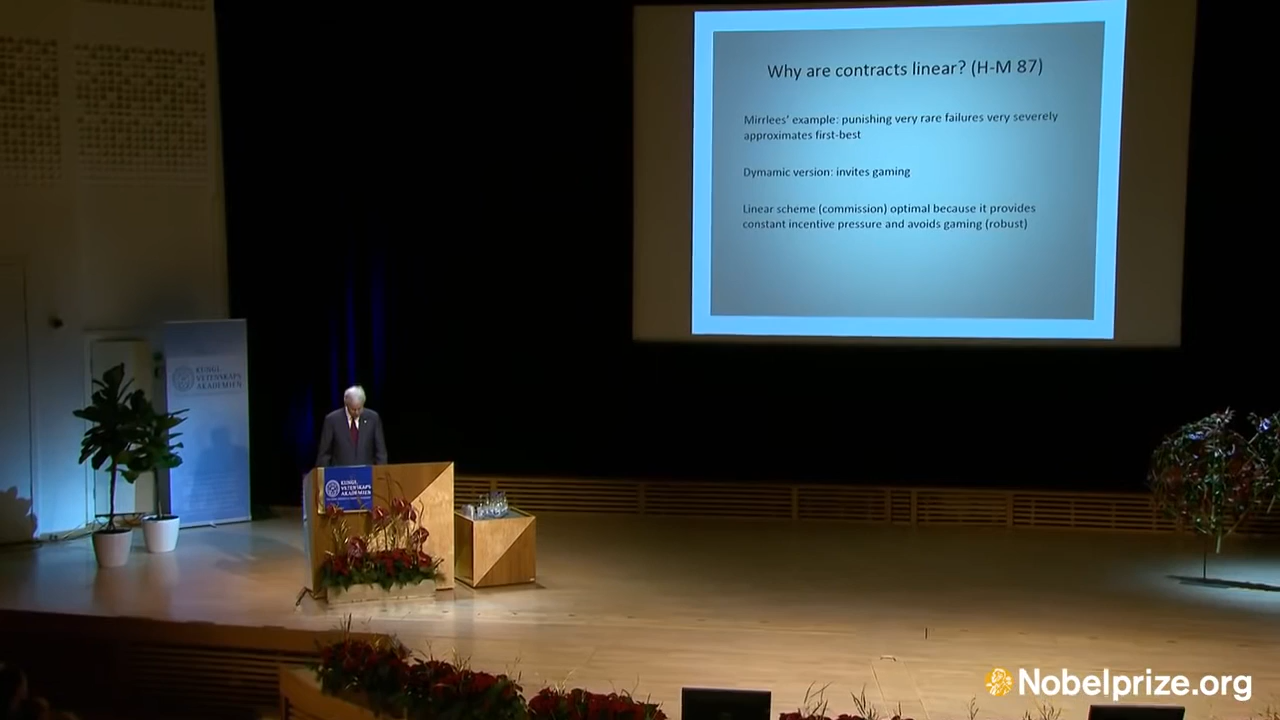 Why are contracts linear? (H-M 87)
Mirrlees' example: punishing very rare failures very severely
approximates first-best
Dymamic version: invites gaming
Linear scheme (commission) optimal because it provides
constant incentive pressure and avoids gaming (robust)
KUNGL.
VETENSKAPS
AKADEMIEN
KUNGL.
VETENSKAPS
AKADEMIEN
Nobelprize.org